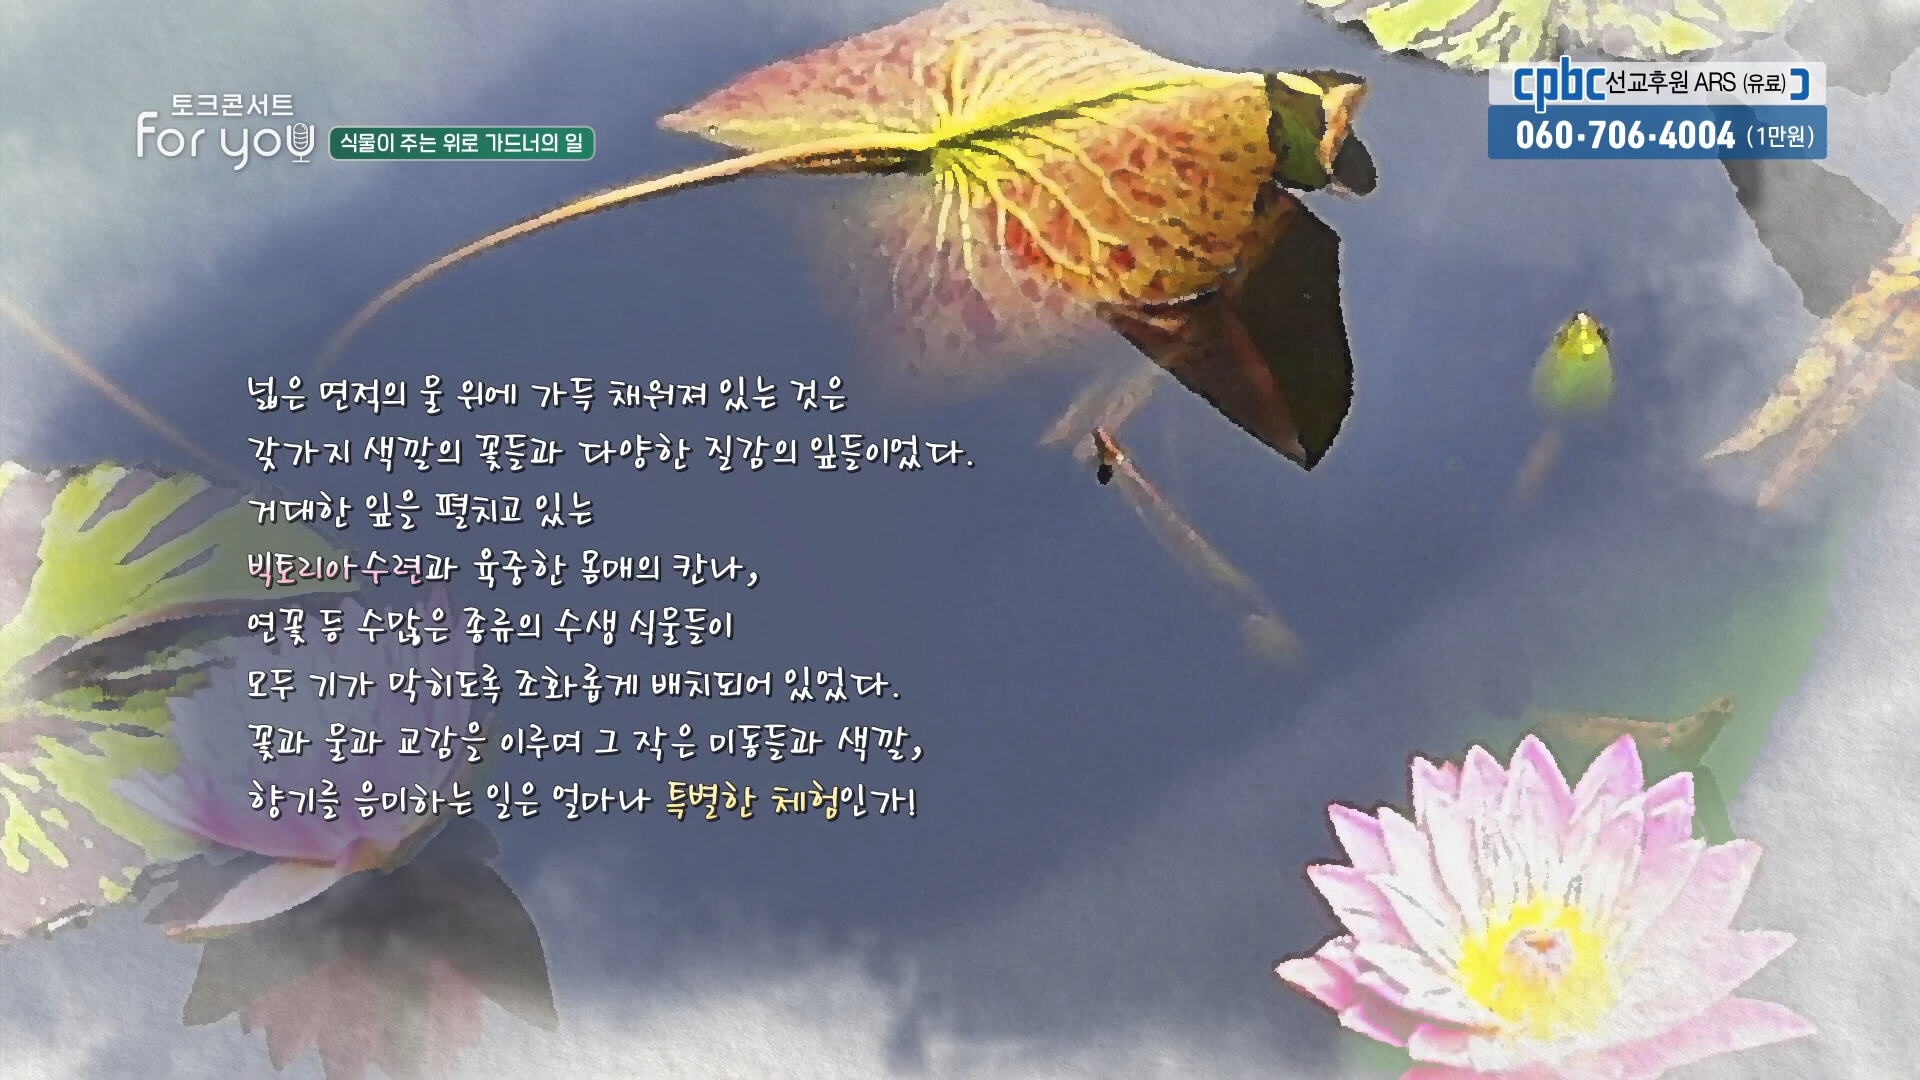 토크콘서트
For you
식물이 주는 위로 가드너의 일
cpbc 선교후원 ARS (유료)
060·706·4004 (1만원)
넓은 면적의 물 위에 가득 채워져 있는 것은
갖가지 색깔의 꽃들과 다양한 질감의 잎들이었다.
거대한 잎을 펼치고 있는
빅토리아수련과 육중한 몸매의 칸나,
연꽃 등 수많은 종류의 수생 식물들이
모두 기가 막히도록 조화롭게 배치되어 있었다.
꽃과 물과 교감을 이루며 그 작은 미동들과 색깔,
향기를 음미하는 일은 얼마나 특별한 체험인가!